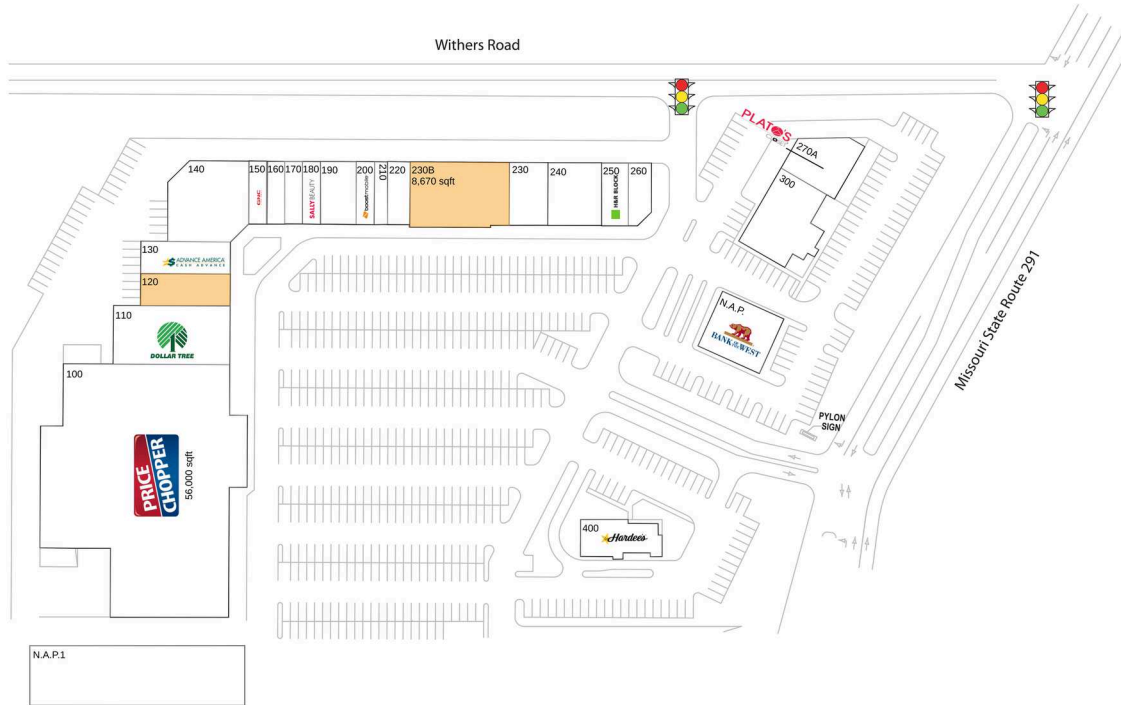 Withers Road
PLATO'S
270A
300
140
150
GNC
160
170
180
SALLY BEAUTY
190
200
boost mobile
210
220
230B
8,670 sqft
230
240
250
H&R BLOCK
260
130
ADVANCE AMERICA
CASH ADVANCE
120
110
DOLLAR TREE
100
PRICE
CHOPPER
56,000 sqft
N.A.P.
BANK OF THE WEST
Missouri State Route 291
PYLON
SIGN
400
Hardee's
N.A.P.1